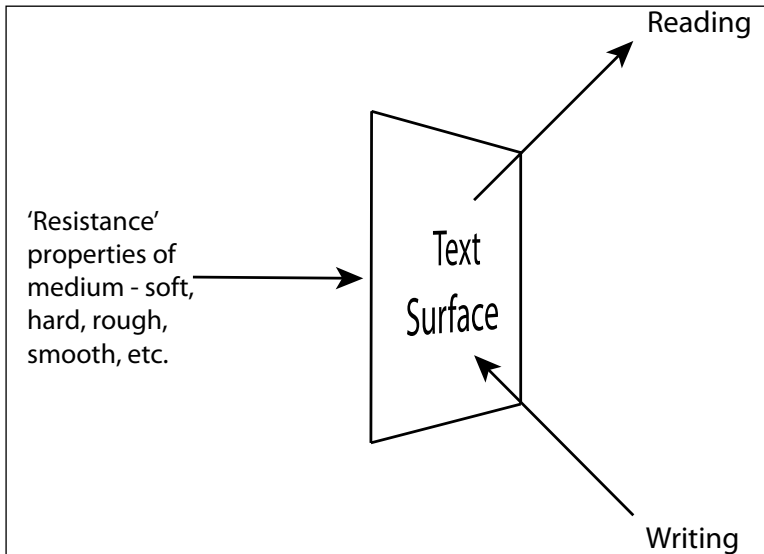 Reading
‘Resistance’
properties of
medium - soft,
hard, rough,
smooth, etc.
Text
Surface
Writing